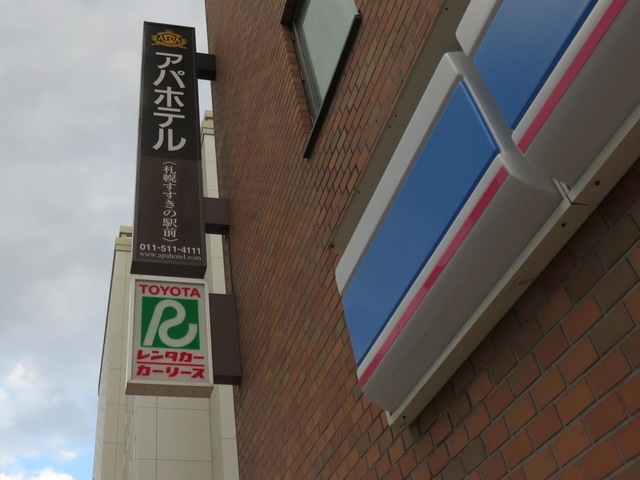 APA
アパホテル
〈札幌すすきの駅前〉
011-511-4111
www.apahotel.com
TOYOTA
R
レンタカー
カーリース